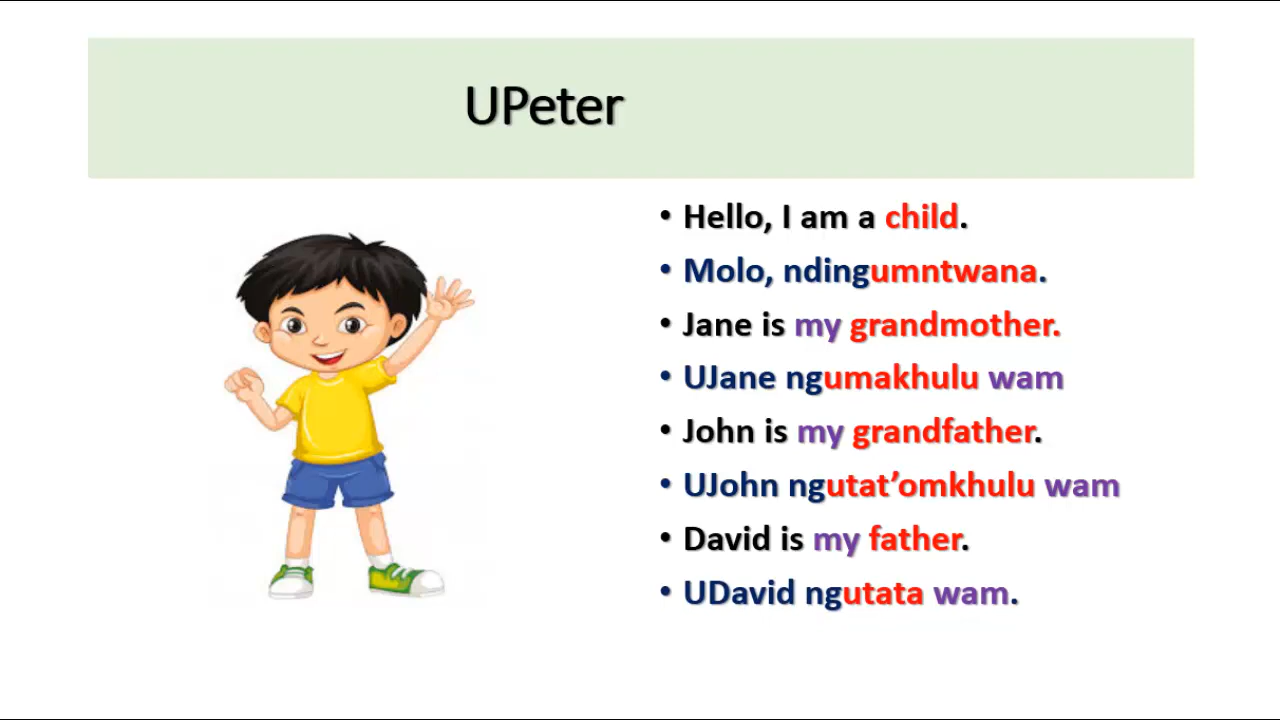 UPeter
• Hello, I am a child.
• Molo, ndingumntwana.
• Jane is my grandmother.
• UJane ngumakhulu wam
• John is my grandfather.
• UJohn ngutat’omkhulu wam
• David is my father.
• UDavid ngutata wam.